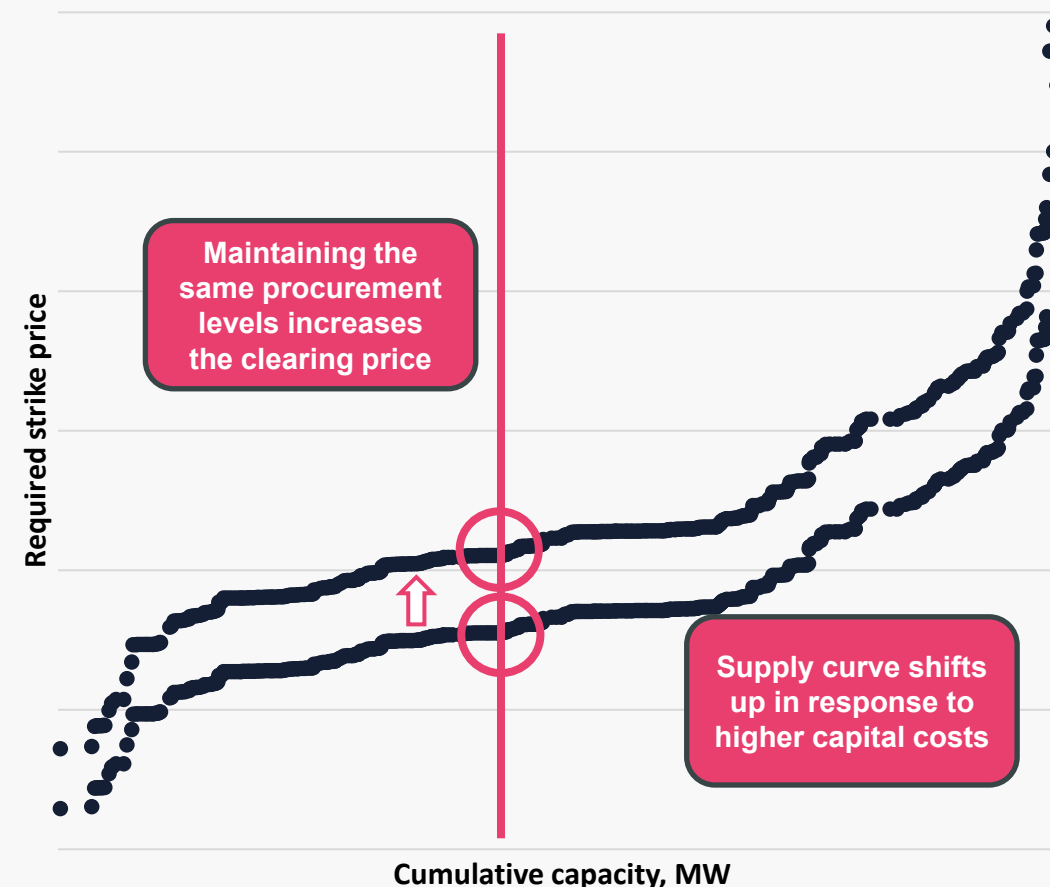 Maintaining the
same procurement
levels increases
the clearing price
Required strike price
Supply curve shifts
up in response to
higher capital costs
Cumulative capacity, MW